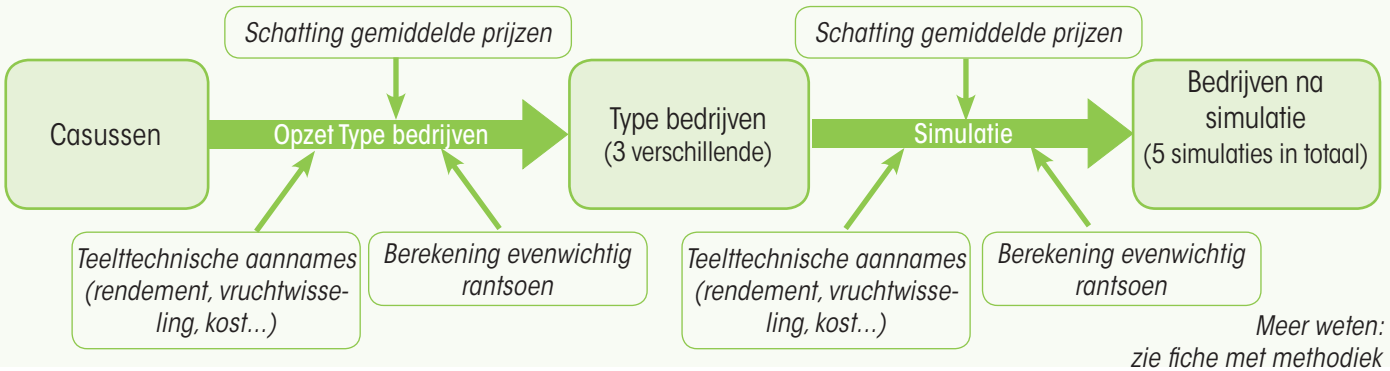 Schatting gemiddelde prijzen
Schatting gemiddelde prijzen
Casussen
Opzet Type bedrijven
Type bedrijven
(3 verschillende)
Simulatie
Bedrijven na
simulatie
(5 simulaties in totaal)
Teelttechnische aannames
(rendement, vruchtwisse-
ling, kost...)
Berekening evenwichtig
rantsoen
Teelttechnische aannames
(rendement, vruchtwisse-
ling, kost...)
Berekening evenwichtig
rantsoen
Meer weten:
zie fiche met methodiek